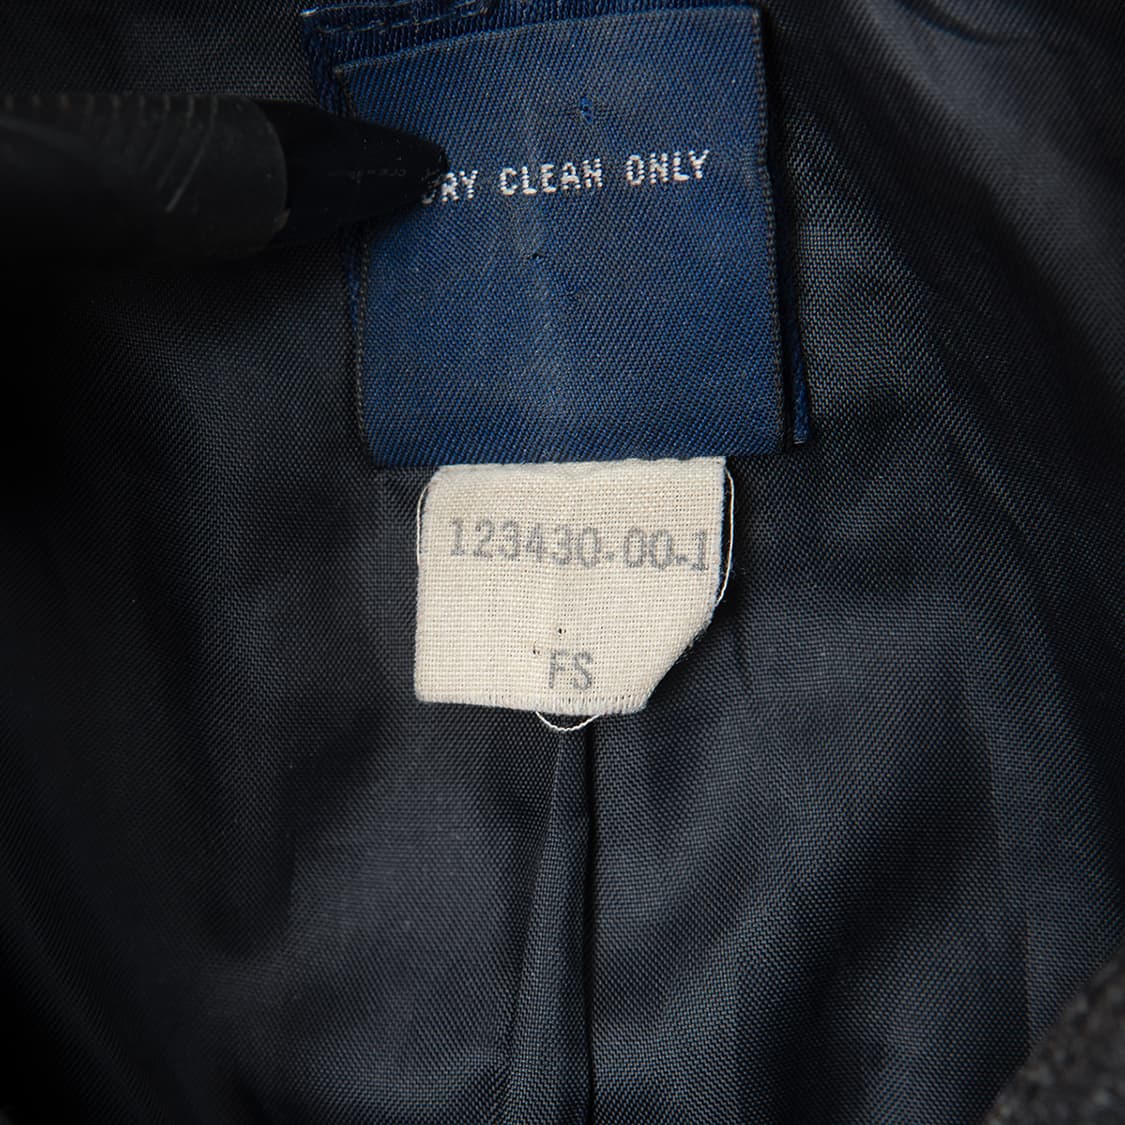 DRY CLEAN ONLY
123430-00-1
FS